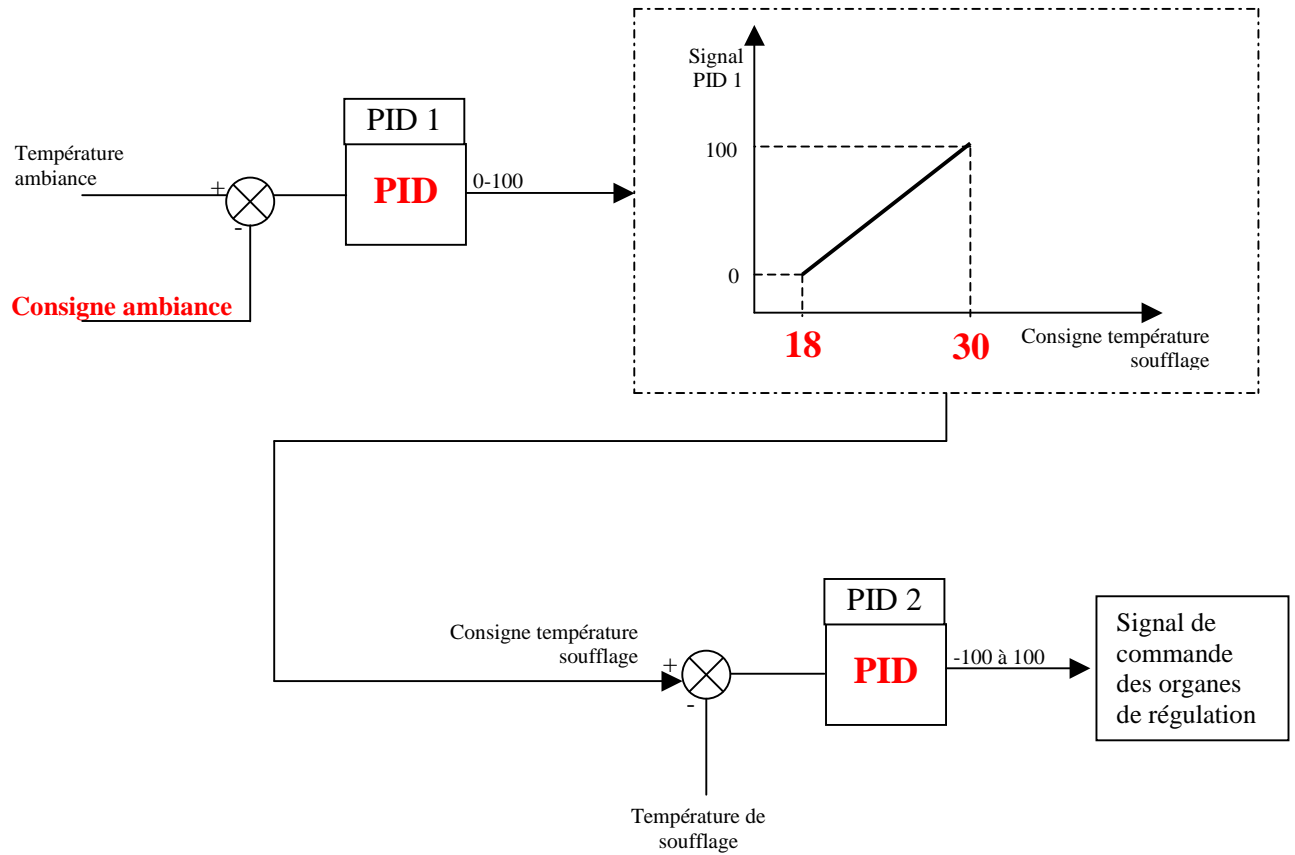 Signal
PID 1
100
0
18
30
Consigne température
soufflage
PID 1
PID
0-100
Température
ambiance
+
-
Consigne ambiance
Consigne température
soufflage
+
-
PID 2
PID
-100 à 100
Signal de
commande
des organes
de régulation
Température de
soufflage